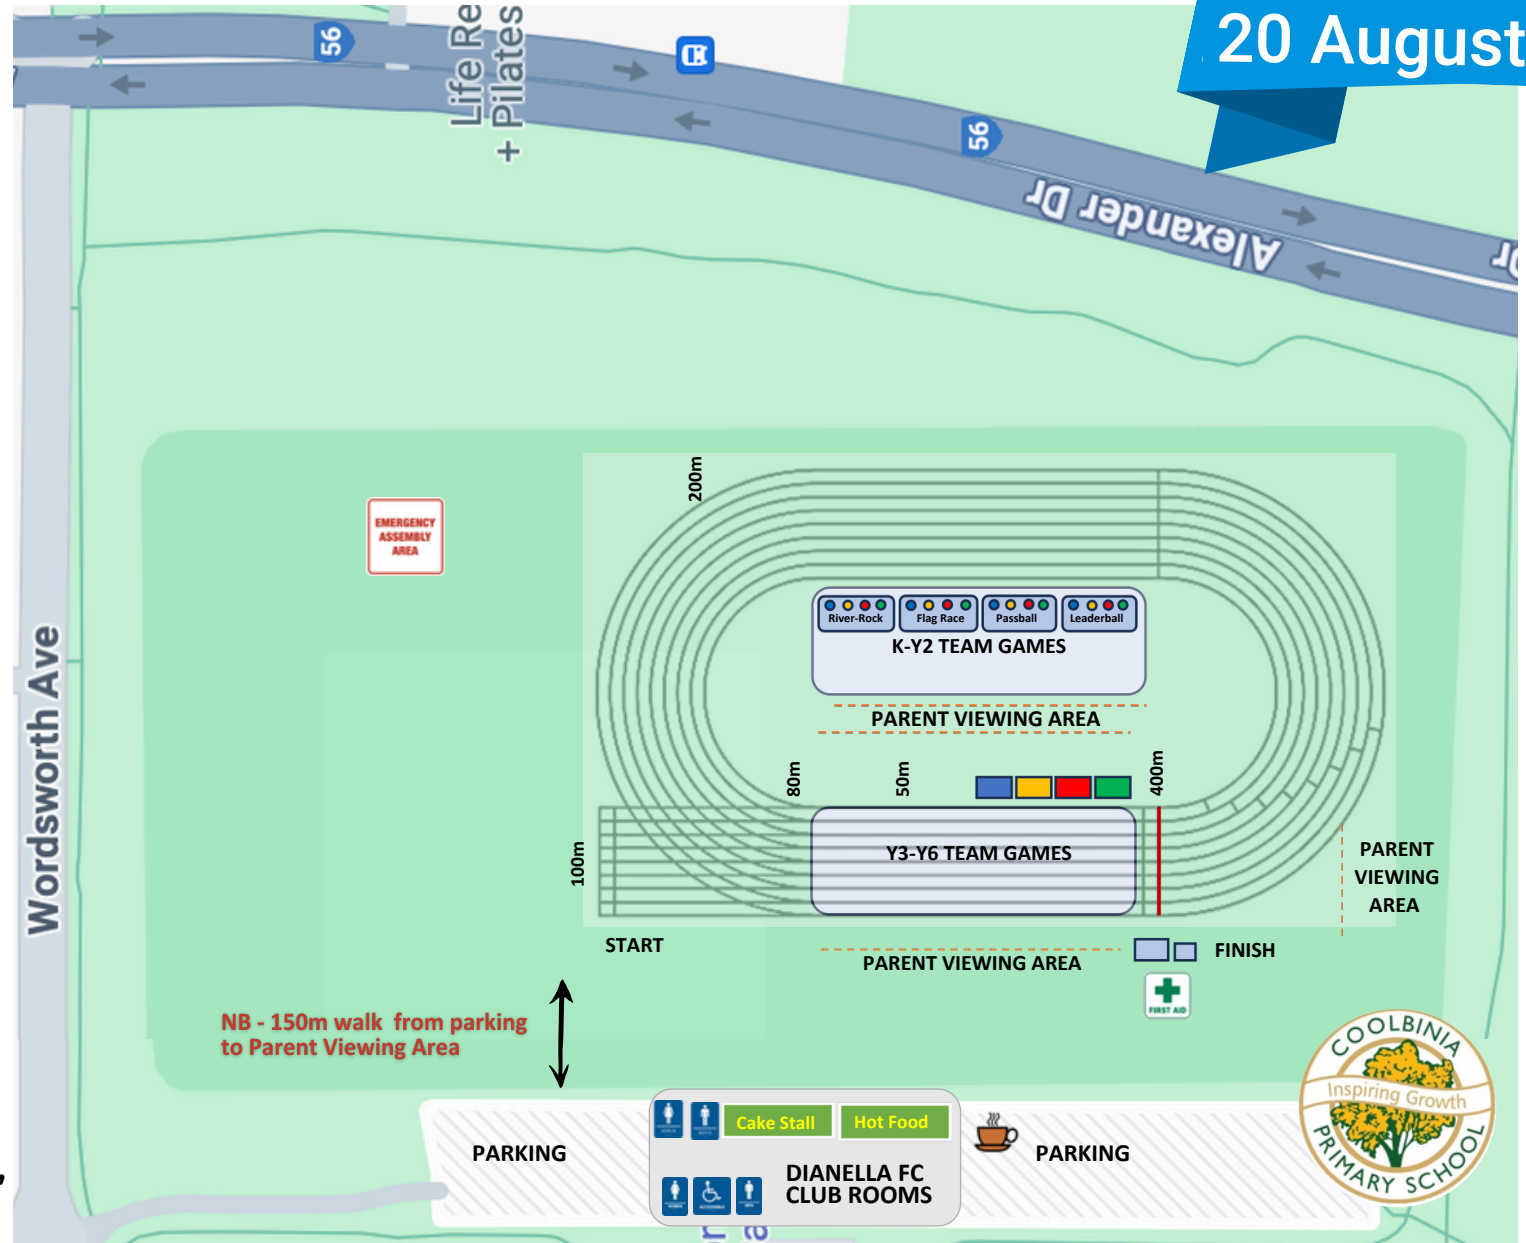 20 August
56
Life Re
+ Pilates
56
Alexander Dr
Dr
Wordsworth Ave
EMERGENCY
ASSEMBLY
AREA
200m
River-Rock
Flag Race
Passball
Leaderball
K-Y2 TEAM GAMES
PARENT VIEWING AREA
80m
50m
400m
100m
Y3-Y6 TEAM GAMES
PARENT
VIEWING
AREA
START
PARENT VIEWING AREA
FINISH
FIRST AID
NB - 150m walk from parking
to Parent Viewing Area
PARKING
Cake Stall
Hot Food
DIANELLA FC
CLUB ROOMS
PARKING
COOLBINIA
Inspiring Growth
PRIMARY SCHOOL